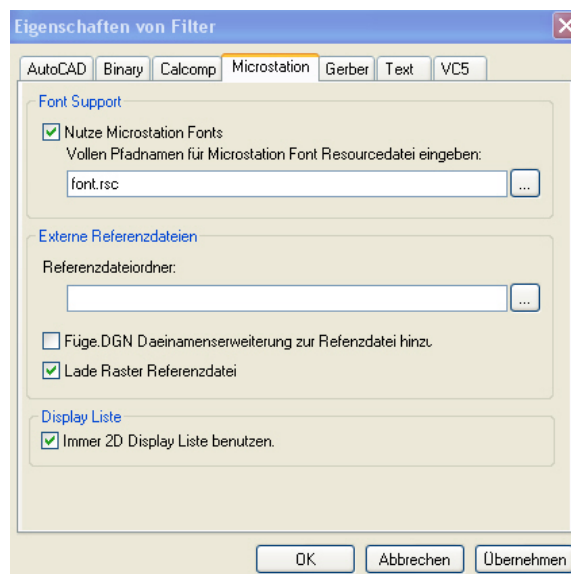 Eigenschaften von Filter
AutoCAD Binary Calcomp Microstation Gerber Text VC5
Font Support
Nutze Microstation Fonts
Vollen Pfadnamen für Microstation Font Resourcedatei eingeben:
font.rsc ...
Externe Referenzdateien
Referenzdateiordner:
...
Füge.DGN Daeinamenserweiterung zur Refenzdatei hinzu
Lade Raster Referenzdatei
Display Liste
Immer 2D Display Liste benutzen.
OK Abbrechen Übernehmen